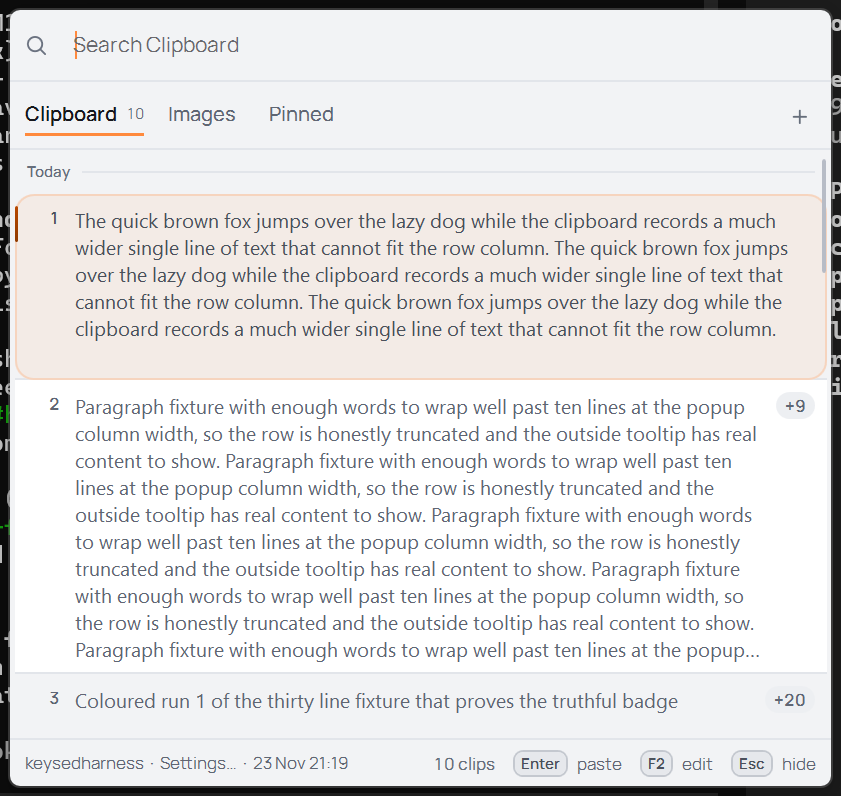 Search Clipboard
Clipboard 10 Images Pinned +
Today
1 The quick brown fox jumps over the lazy dog while the clipboard records a much
wider single line of text that cannot fit the row column. The quick brown fox jumps
over the lazy dog while the clipboard records a much wider single line of text that
cannot fit the row column. The quick brown fox jumps over the lazy dog while the
clipboard records a much wider single line of text that cannot fit the row column.
2 Paragraph fixture with enough words to wrap well past ten lines at the popup +9
column width, so the row is honestly truncated and the outside tooltip has real
content to show. Paragraph fixture with enough words to wrap well past ten
lines at the popup column width, so the row is honestly truncated and the
outside tooltip has real content to show. Paragraph fixture with enough words
to wrap well past ten lines at the popup column width, so the row is honestly
truncated and the outside tooltip has real content to show. Paragraph fixture
with enough words to wrap well past ten lines at the popup column width, so
the row is honestly truncated and the outside tooltip has real content to show.
Paragraph fixture with enough words to wrap well past ten lines at the popup...
3 Coloured run 1 of the thirty line fixture that proves the truthful badge +20
keysedharness · Settings... · 23 Nov 21:19 10 clips Enter paste F2 edit Esc hide